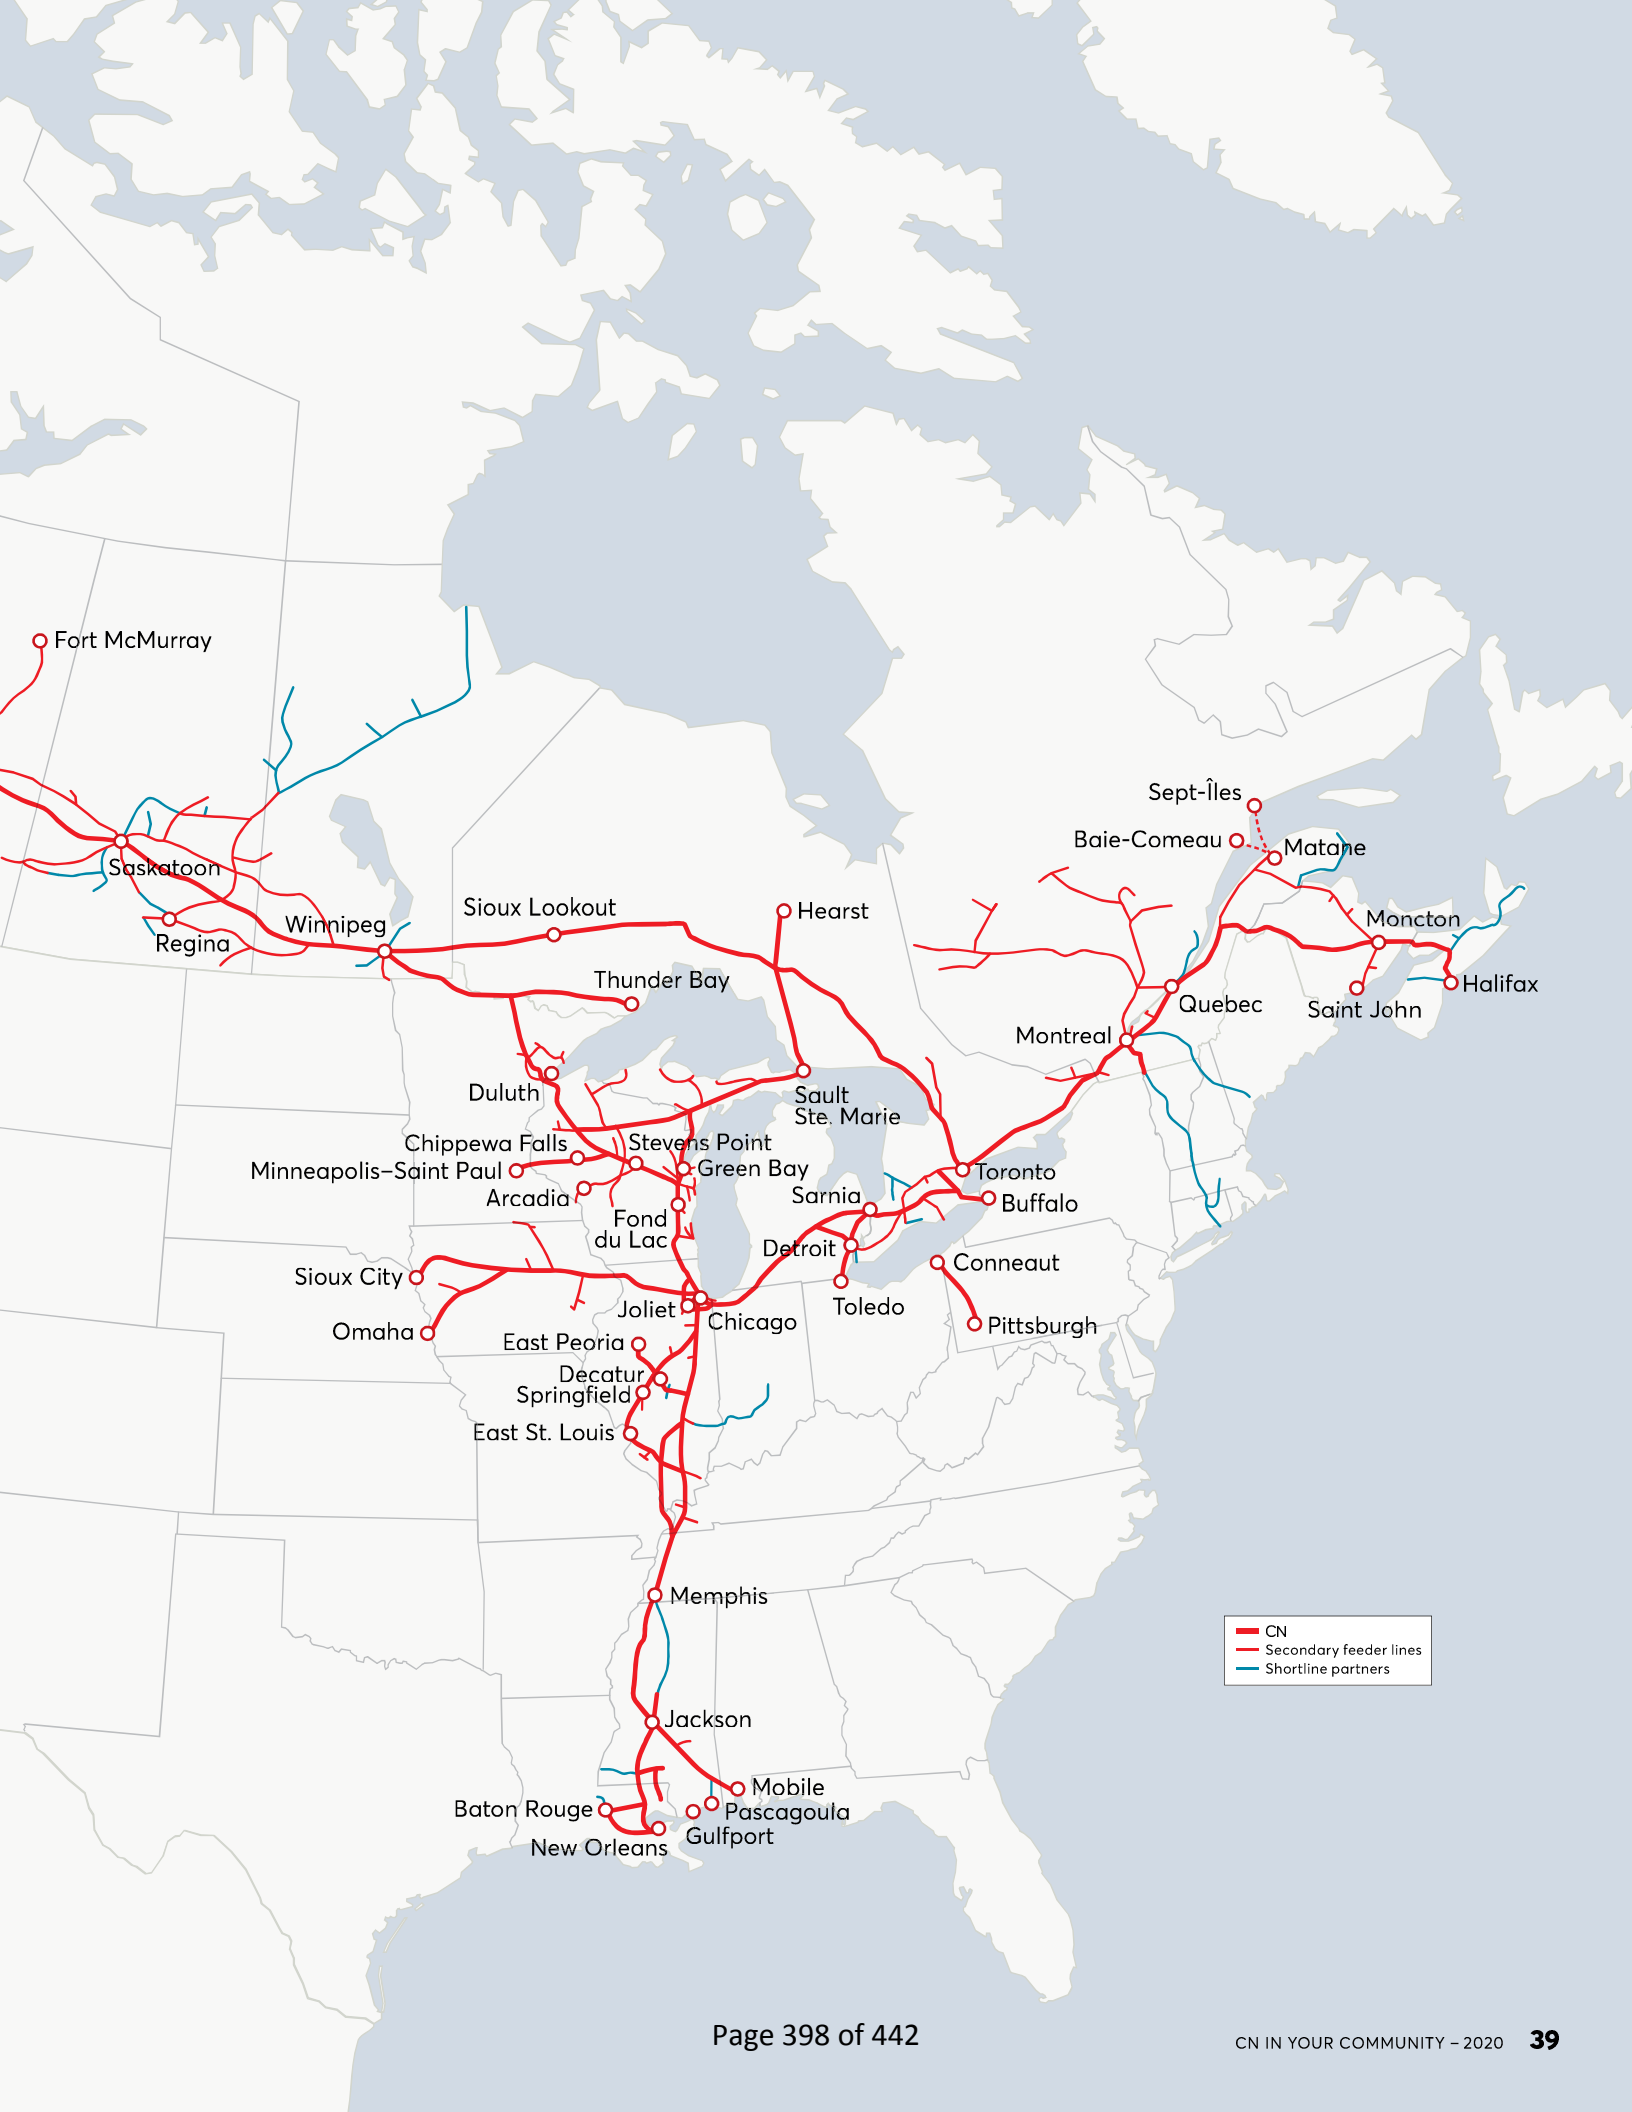 Fort McMurray
Sept-Îles
Baie-Comeau
Matane
Saskatoon
Sioux Lookout
Hearst
Winnipeg
Moncton
Regina
Thunder Bay
Halifax
Quebec
Saint John
Montreal
Duluth
Sault
Ste. Marie
Chippewa Falls
Stevens Point
Minneapolis–Saint Paul
Green Bay
Toronto
Arcadia
Sarnia
Buffalo
Fond
du Lac
Detroit
Conneaut
Sioux City
Joliet
Toledo
Chicago
Pittsburgh
Omaha
East Peoria
Decatur
Springfield
East St. Louis
Memphis
CN
Secondary feeder lines
Shortline partners
Jackson
Mobile
Baton Rouge
Pascagoula
Gulfport
New Orleans
Page 398 of 442
CN IN YOUR COMMUNITY – 2020 39